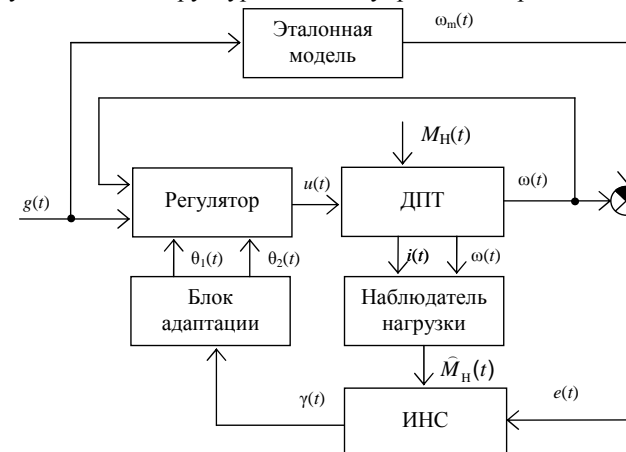 Эталонная
модель
ωm(t)
MН(t)
g(t)
Регулятор
u(t)
ДПТ
ω(t)
θ1(t)
θ2(t)
i(t)
ω(t)
Блок
адаптации
Наблюдатель
нагрузки
M̂Н(t)
γ(t)
ИНС
e(t)